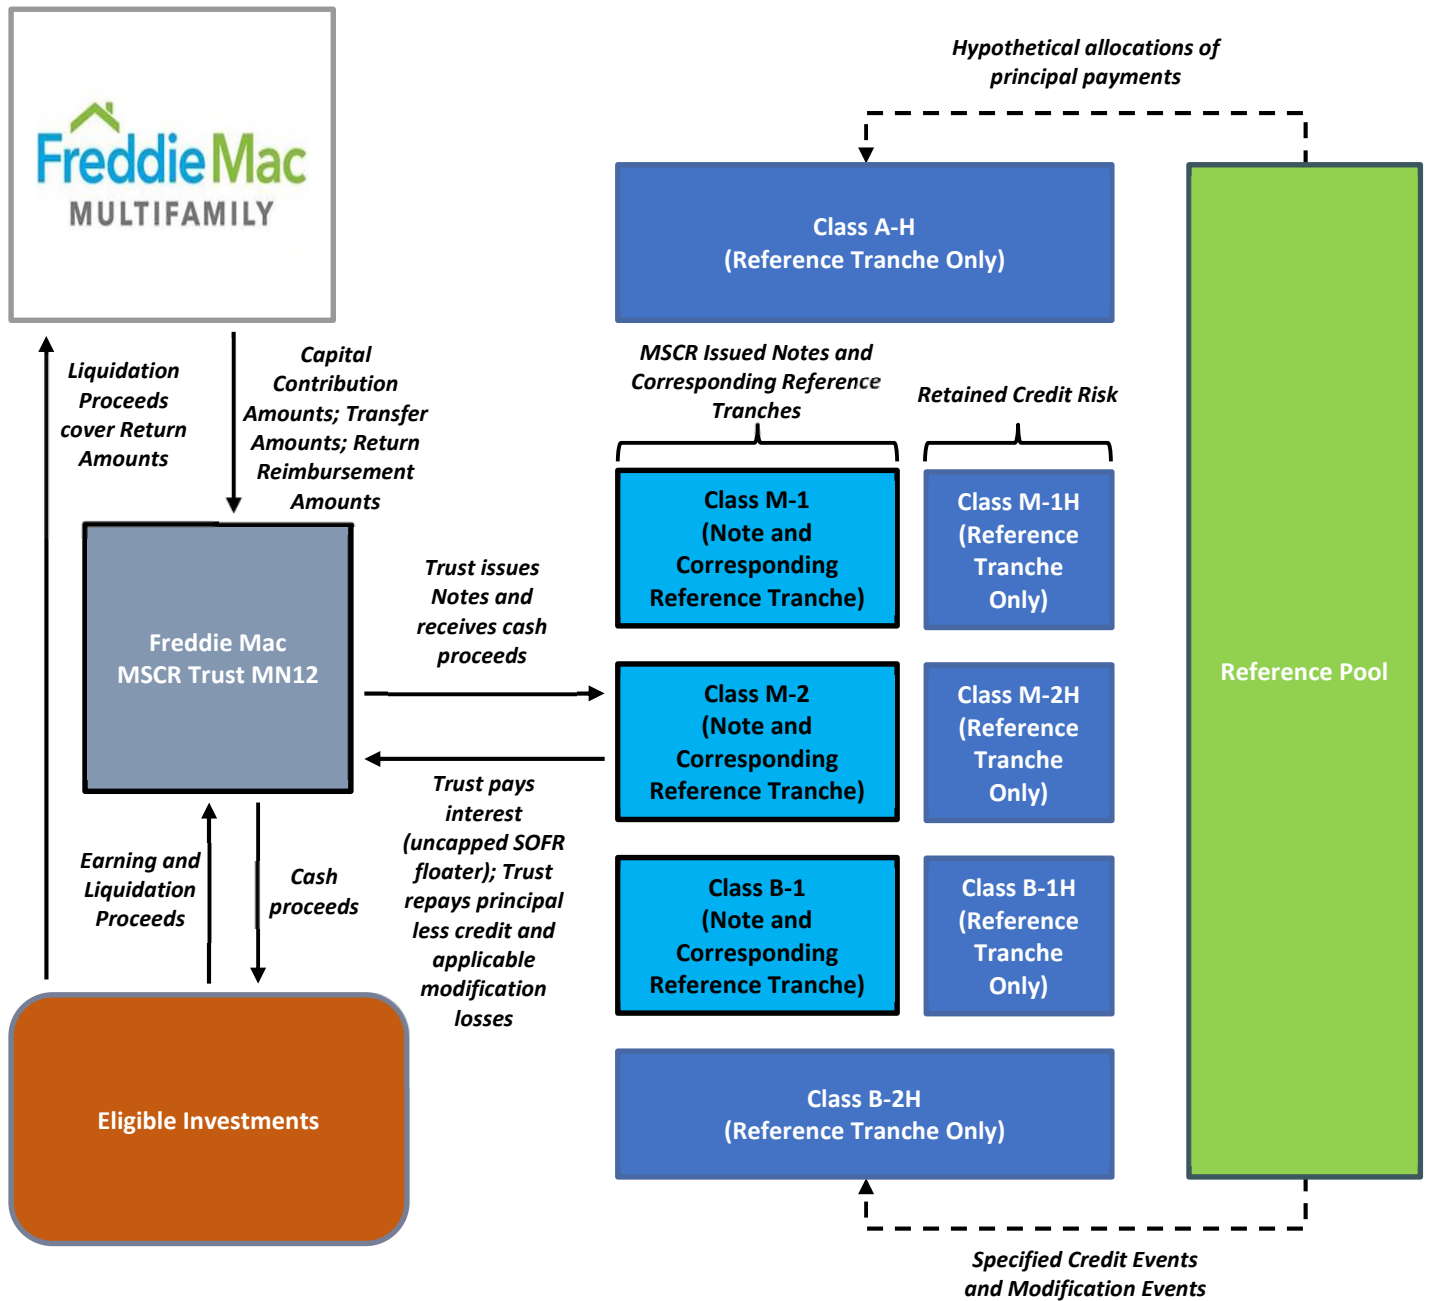 Freddie Mac
MULTIFAMILY
Hypothetical allocations of
principal payments
Class A-H
(Reference Tranche Only)
Liquidation
Proceeds
cover Return
Amounts
Capital
Contribution
Amounts; Transfer
Amounts; Return
Reimbursement
Amounts
MSCR Issued Notes and
Corresponding Reference
Tranches
Retained Credit Risk
Class M-1
(Note and
Corresponding
Reference Tranche)
Class M-1H
(Reference
Tranche
Only)
Freddie Mac
MSCR Trust MN12
Trust issues
Notes and
receives cash
proceeds
Class M-2
(Note and
Corresponding
Reference Tranche)
Class M-2H
(Reference
Tranche
Only)
Reference Pool
Trust pays
interest
(uncapped SOFR
floater); Trust
repays principal
less credit and
applicable
modification
losses
Earning and
Liquidation
Proceeds
Cash
proceeds
Class B-1
(Note and
Corresponding
Reference Tranche)
Class B-1H
(Reference
Tranche
Only)
Eligible Investments
Class B-2H
(Reference Tranche Only)
Specified Credit Events
and Modification Events